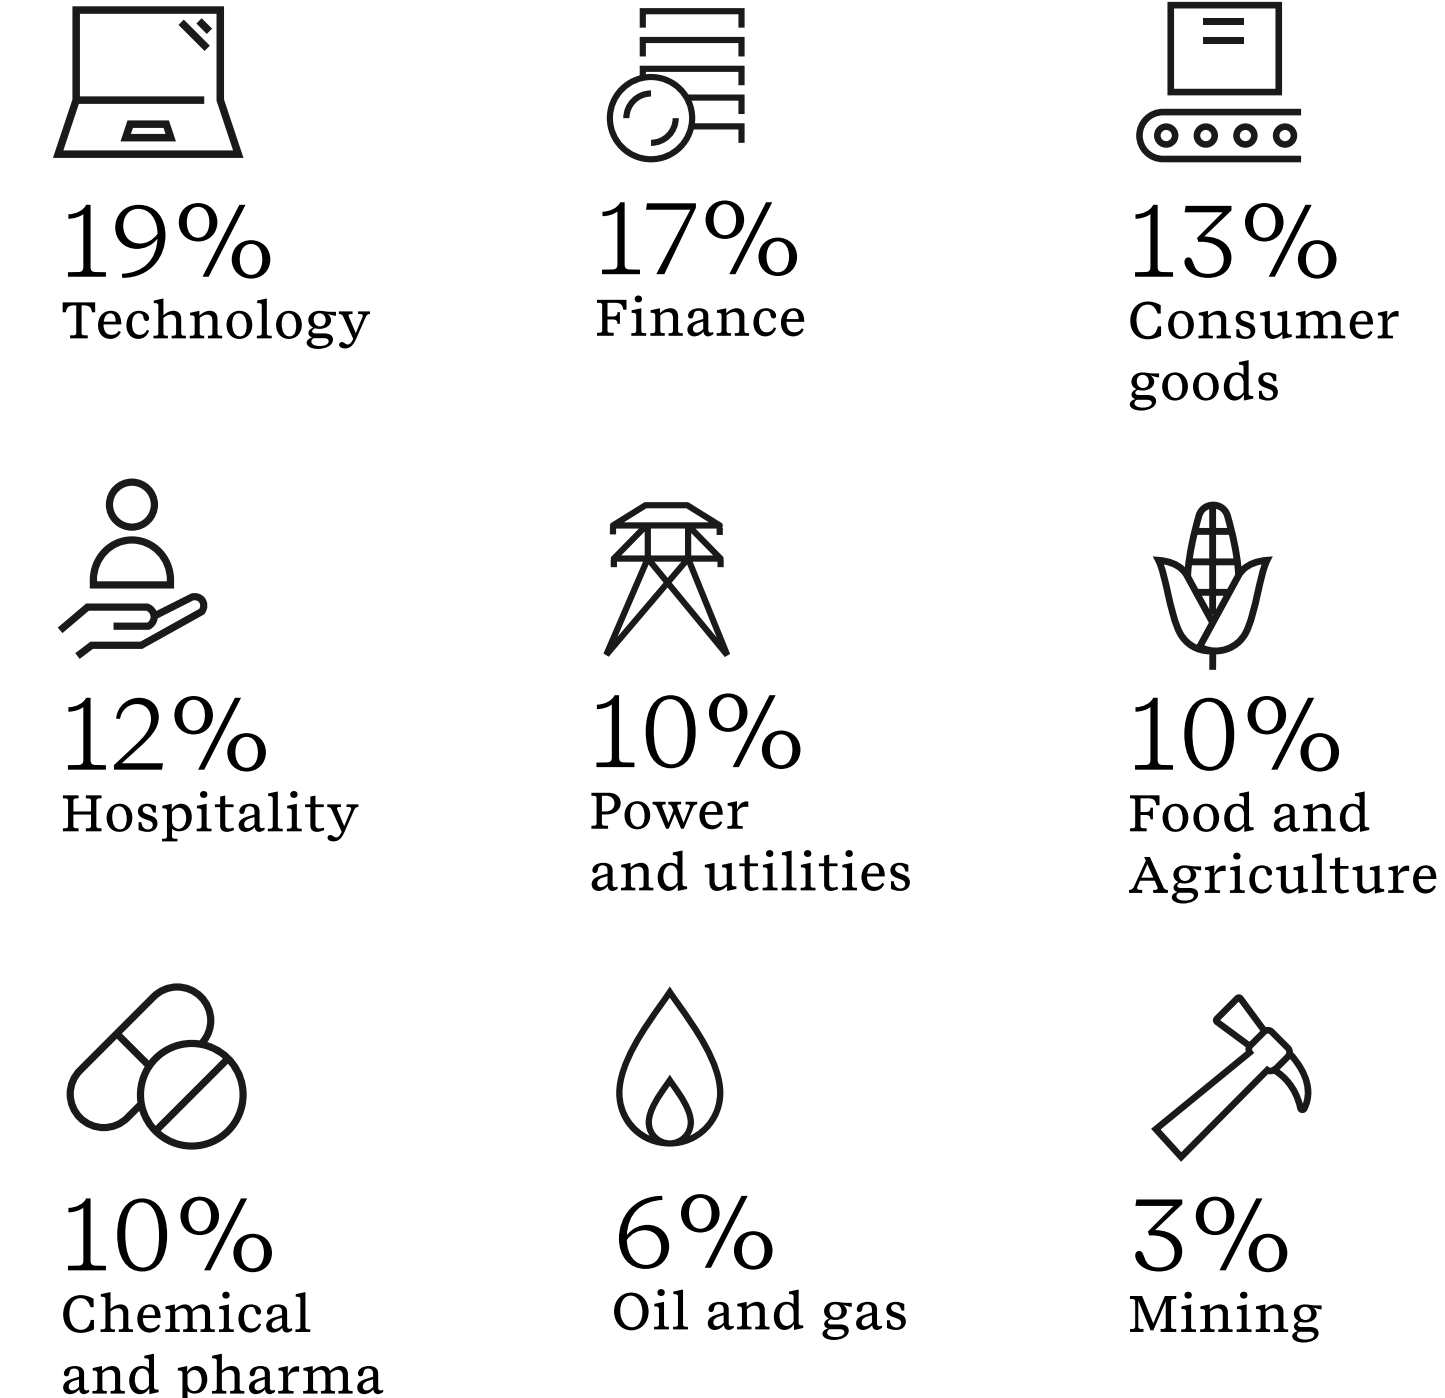 19%
Technology
17%
Finance
13%
Consumer
goods
12%
Hospitality
10%
Power
and utilities
10%
Food and
Agriculture
10%
Chemical
and pharma
6%
Oil and gas
3%
Mining